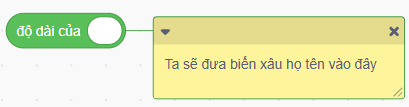 độ dài của
Ta sẽ đưa biến xâu họ tên vào đây